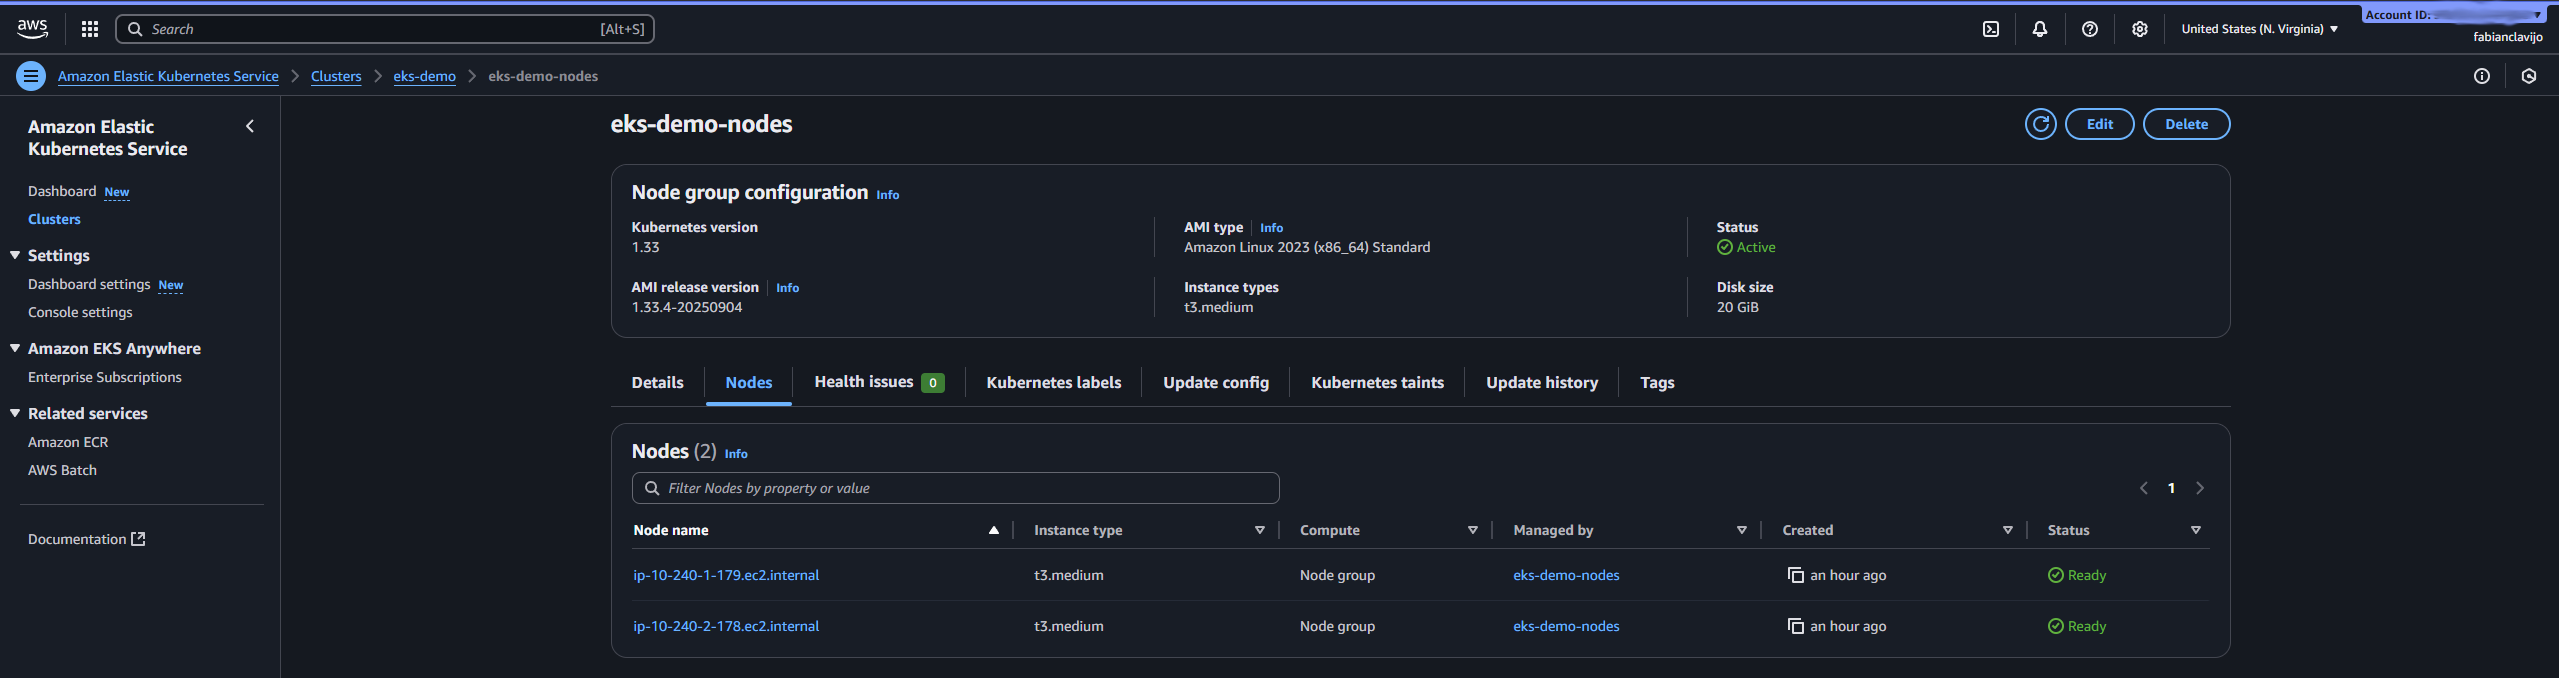 aws
Search [Alt+S]
United States (N. Virginia)
Account ID:
fabianclavijo
Amazon Elastic Kubernetes Service > Clusters > eks-demo > eks-demo-nodes
Amazon Elastic
Kubernetes Service
Dashboard New
Clusters
Settings
Dashboard settings New
Console settings
Amazon EKS Anywhere
Enterprise Subscriptions
Related services
Amazon ECR
AWS Batch
Documentation
eks-demo-nodes
Edit
Delete
Node group configuration Info
Kubernetes version
1.33
AMI type Info
Amazon Linux 2023 (x86_64) Standard
Status
Active
AMI release version Info
1.33.4-20250904
Instance types
t3.medium
Disk size
20 GiB
Details Nodes Health issues 0 Kubernetes labels Update config Kubernetes taints Update history Tags
Nodes (2) Info
Filter Nodes by property or value
1
Node name Instance type Compute Managed by Created Status
ip-10-240-1-179.ec2.internal t3.medium Node group eks-demo-nodes an hour ago Ready
ip-10-240-2-178.ec2.internal t3.medium Node group eks-demo-nodes an hour ago Ready